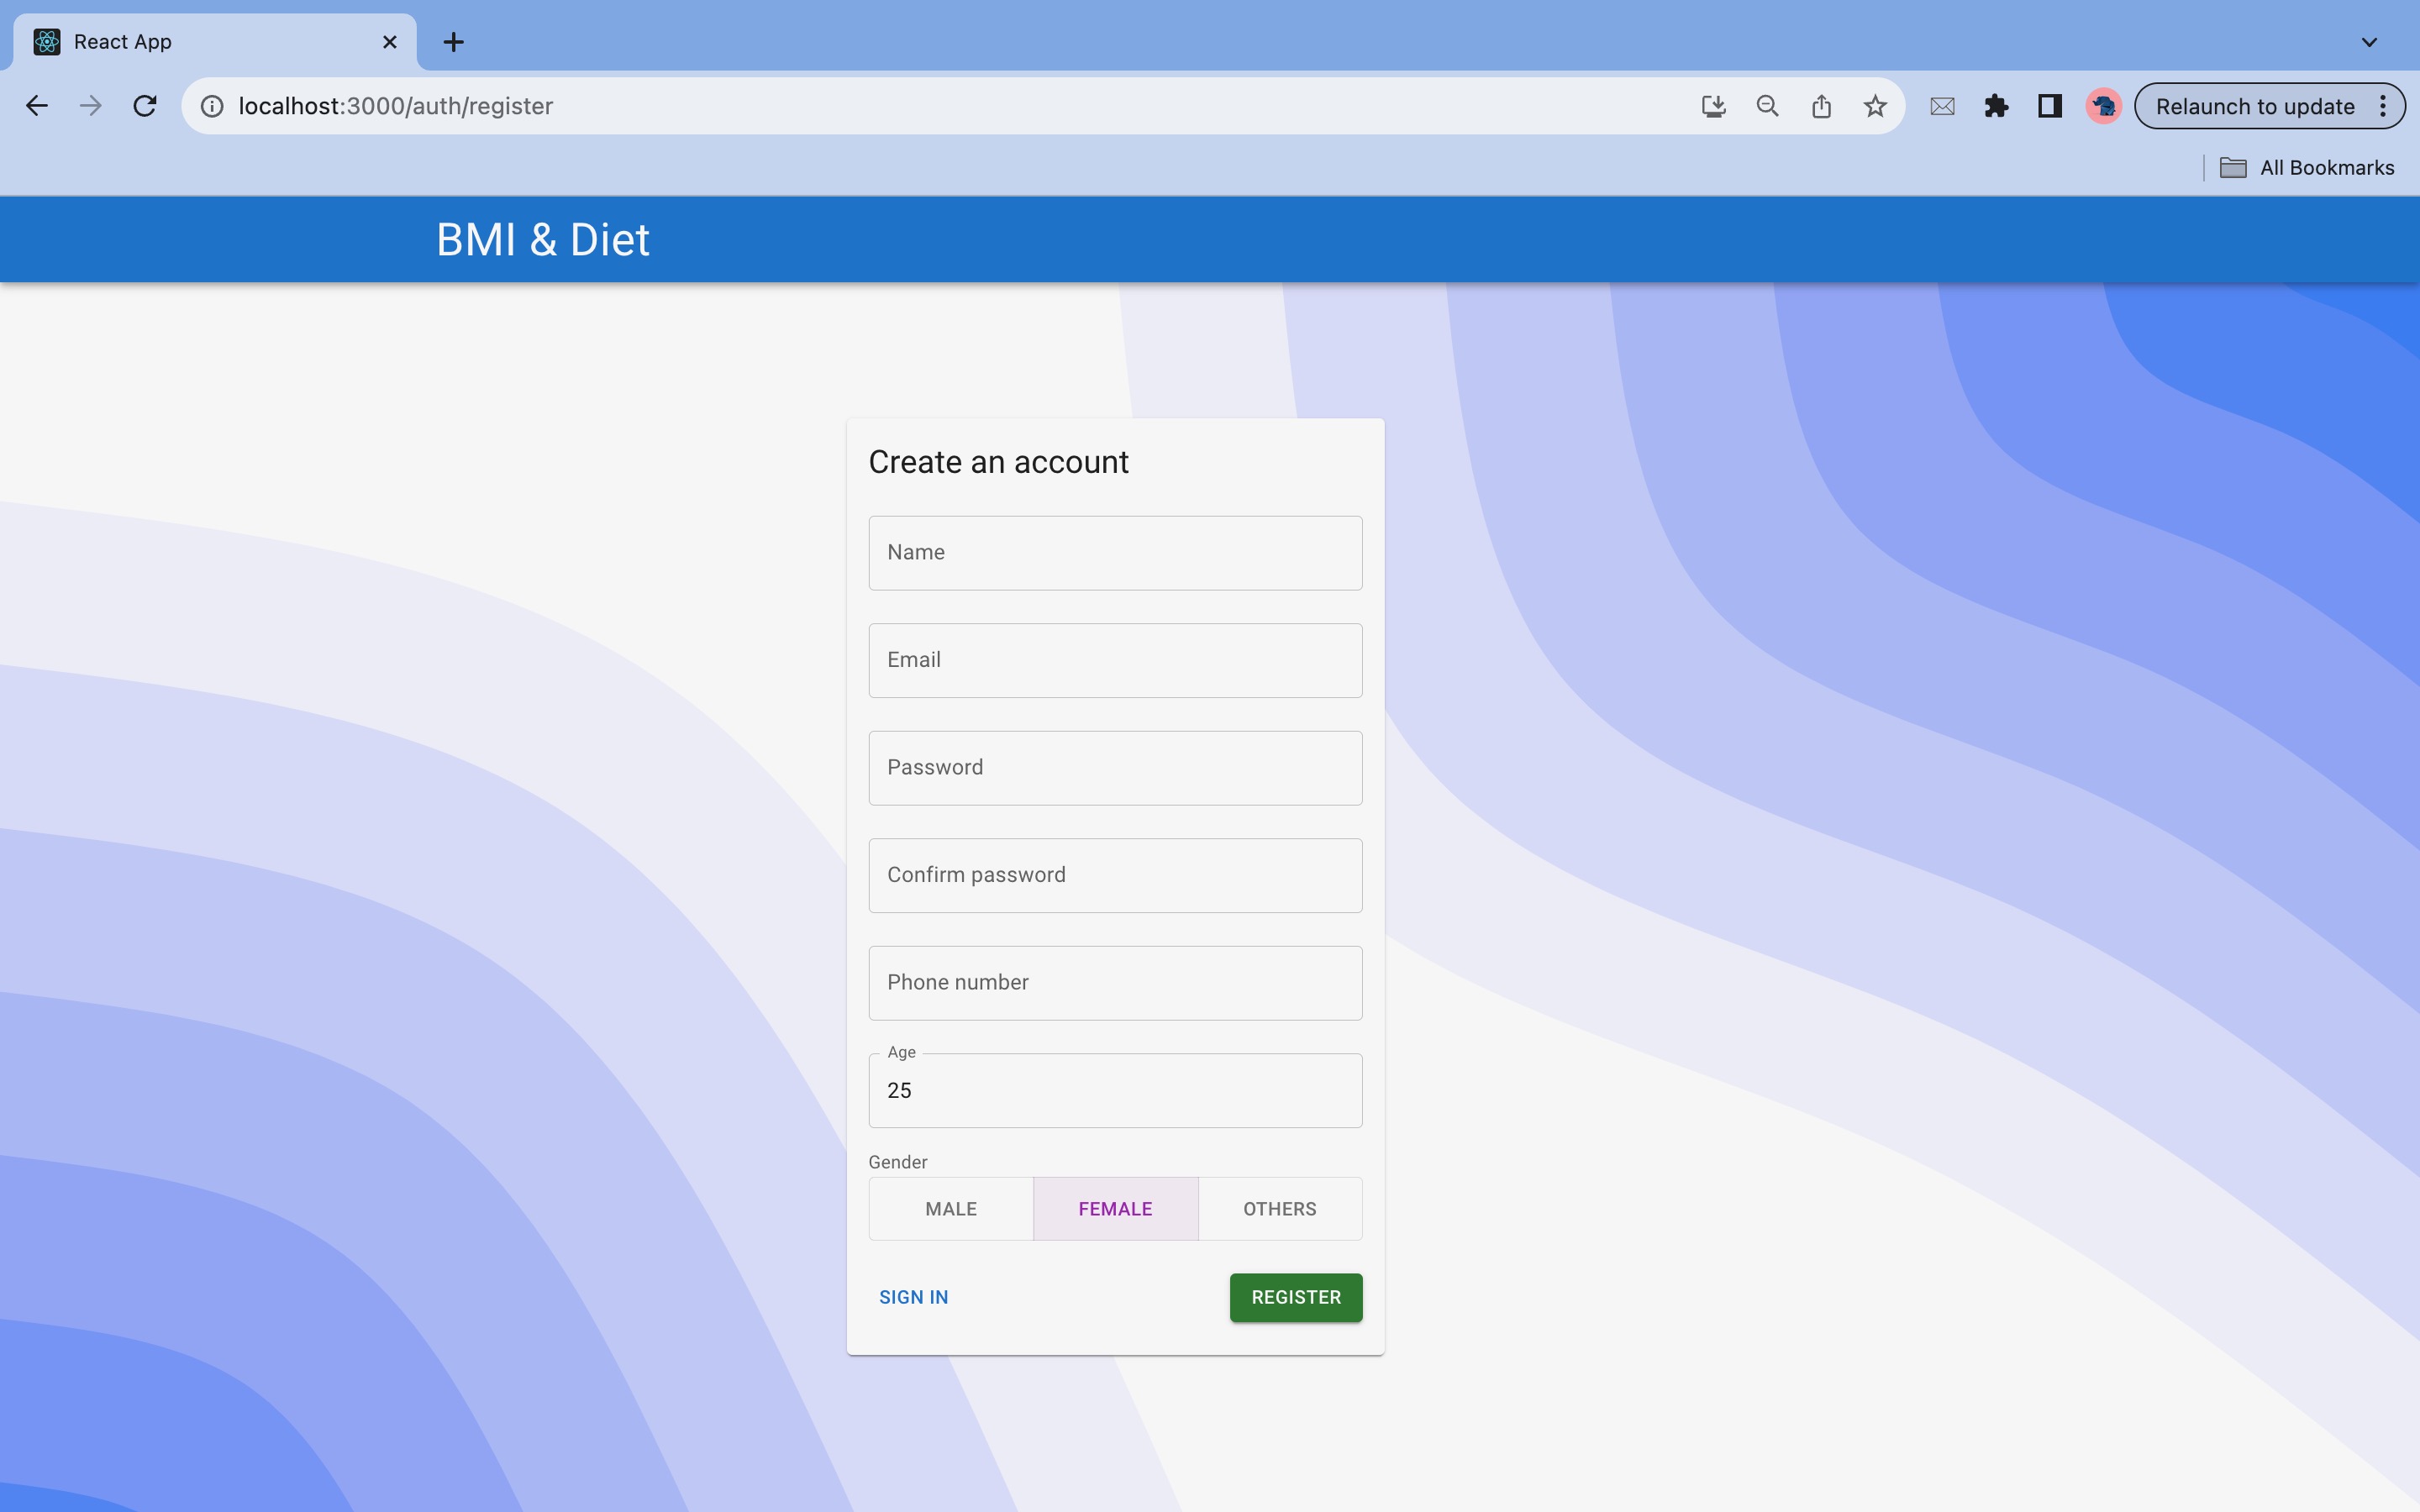 React App
localhost:3000/auth/register
Relaunch to update
All Bookmarks
BMI & Diet
Create an account
Name
Email
Password
Confirm password
Phone number
Age
25
Gender
MALE FEMALE OTHERS
SIGN IN REGISTER